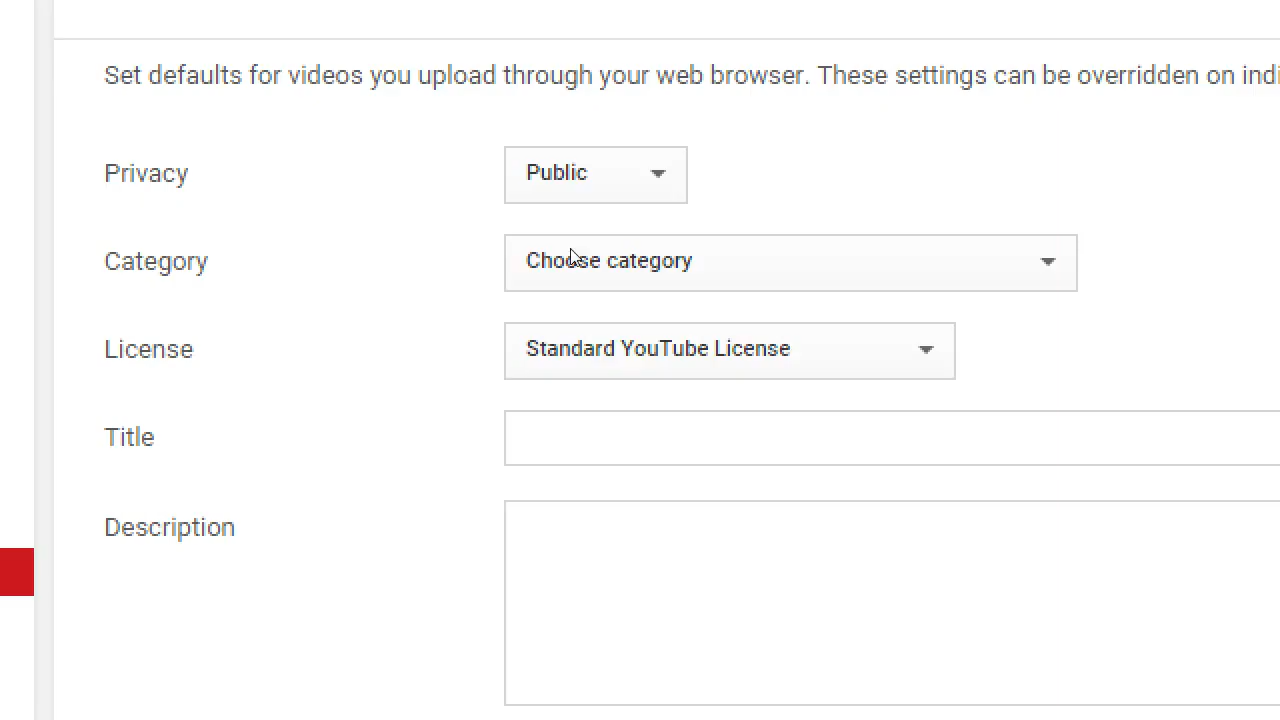 Set defaults for videos you upload through your web browser. These settings can be overridden on indi
Privacy
Public
Category
Choose category
License
Standard YouTube License
Title
Description